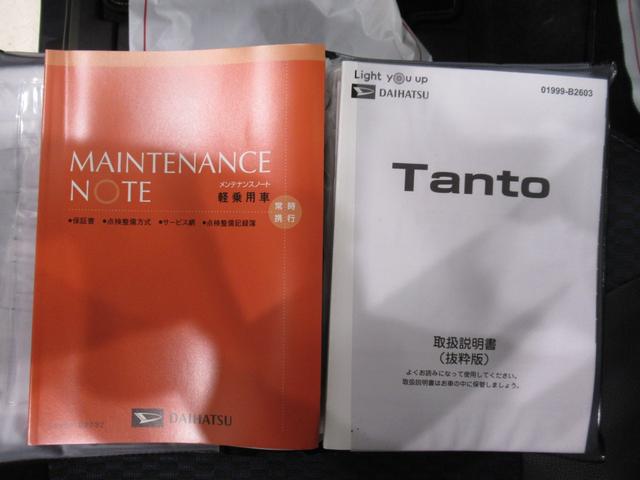 MAINTENANCE
NOTE
メンテナンスノート
軽乗用車
常時
携行
●保証書 ●点検整備方式 ●サービス網 ●点検整備記録簿
DAIHATSU
Light you up
DAIHATSU
01999-B2603
Tanto
取扱説明書
（抜粋版）
よくお読みになって使用してください。
取扱説明書はお車の中に保管しましょう。